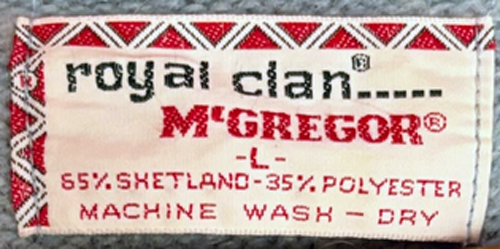 royal clan®.....
McGREGOR®
-L-
65% SHETLAND-35% POLYESTER
MACHINE WASH - DRY